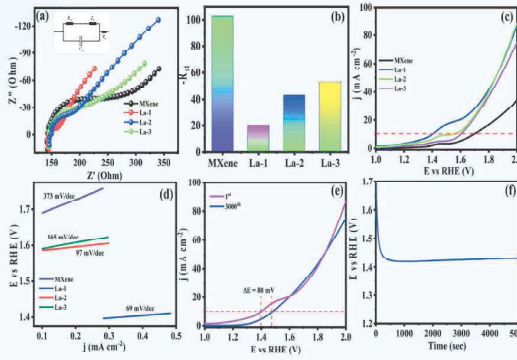 (a)
-120
-90
-60
-30
0
Z'' (Ohm)
MXene
La-1
La-2
La-3
150 200 250 300 350
Z' (Ohm)
(b)
100
80
60
40
20
0
MXene La-1 La-2 La-3
(c)
j (mA cm-2)
80
60
40
20
0
MXene
La-1
La-2
La-3
1.0 1.2 1.4 1.6 1.8
E vs RHE (V)
(d)
373 mV/dec
97 mV/dec
69 mV/dec
E vs RHE (V)
1.7
1.6
1.5
1.4
MXene
La-1
La-2
La-3
0.1 0.2 0.3 0.4 0.5
j (mA cm-2)
(e)
1st
3000th
j (mA cm-2)
80
60
40
20
0
ΔE = 80 mV
1.0 1.2 1.4 1.6 1.8 2.0
E vs RHE (V)
(f)
vs RHE (V)
1.7
1.6
1.5
1.4
1.3
1.2
0 1000 2000 3000 4000
Time (sec)